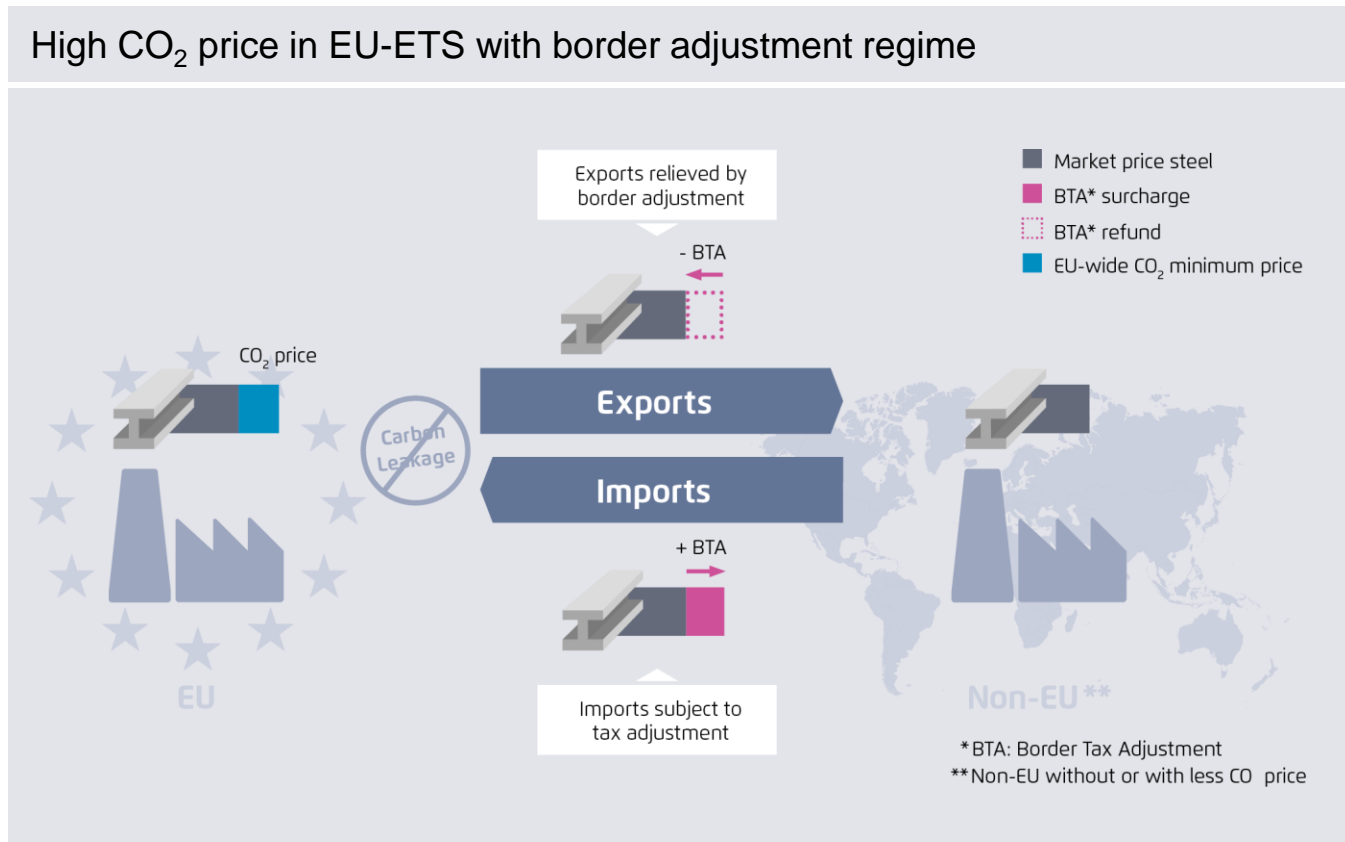 High CO₂ price in EU-ETS with border adjustment regime
Exports relieved by
border adjustment
Market price steel
BTA* surcharge
BTA* refund
EU-wide CO₂ minimum price
- BTA
CO₂ price
Exports
Carbon
Leakage
Imports
+ BTA
EU
Non-EU**
Imports subject to
tax adjustment
*BTA: Border Tax Adjustment
**Non-EU without or with less CO price